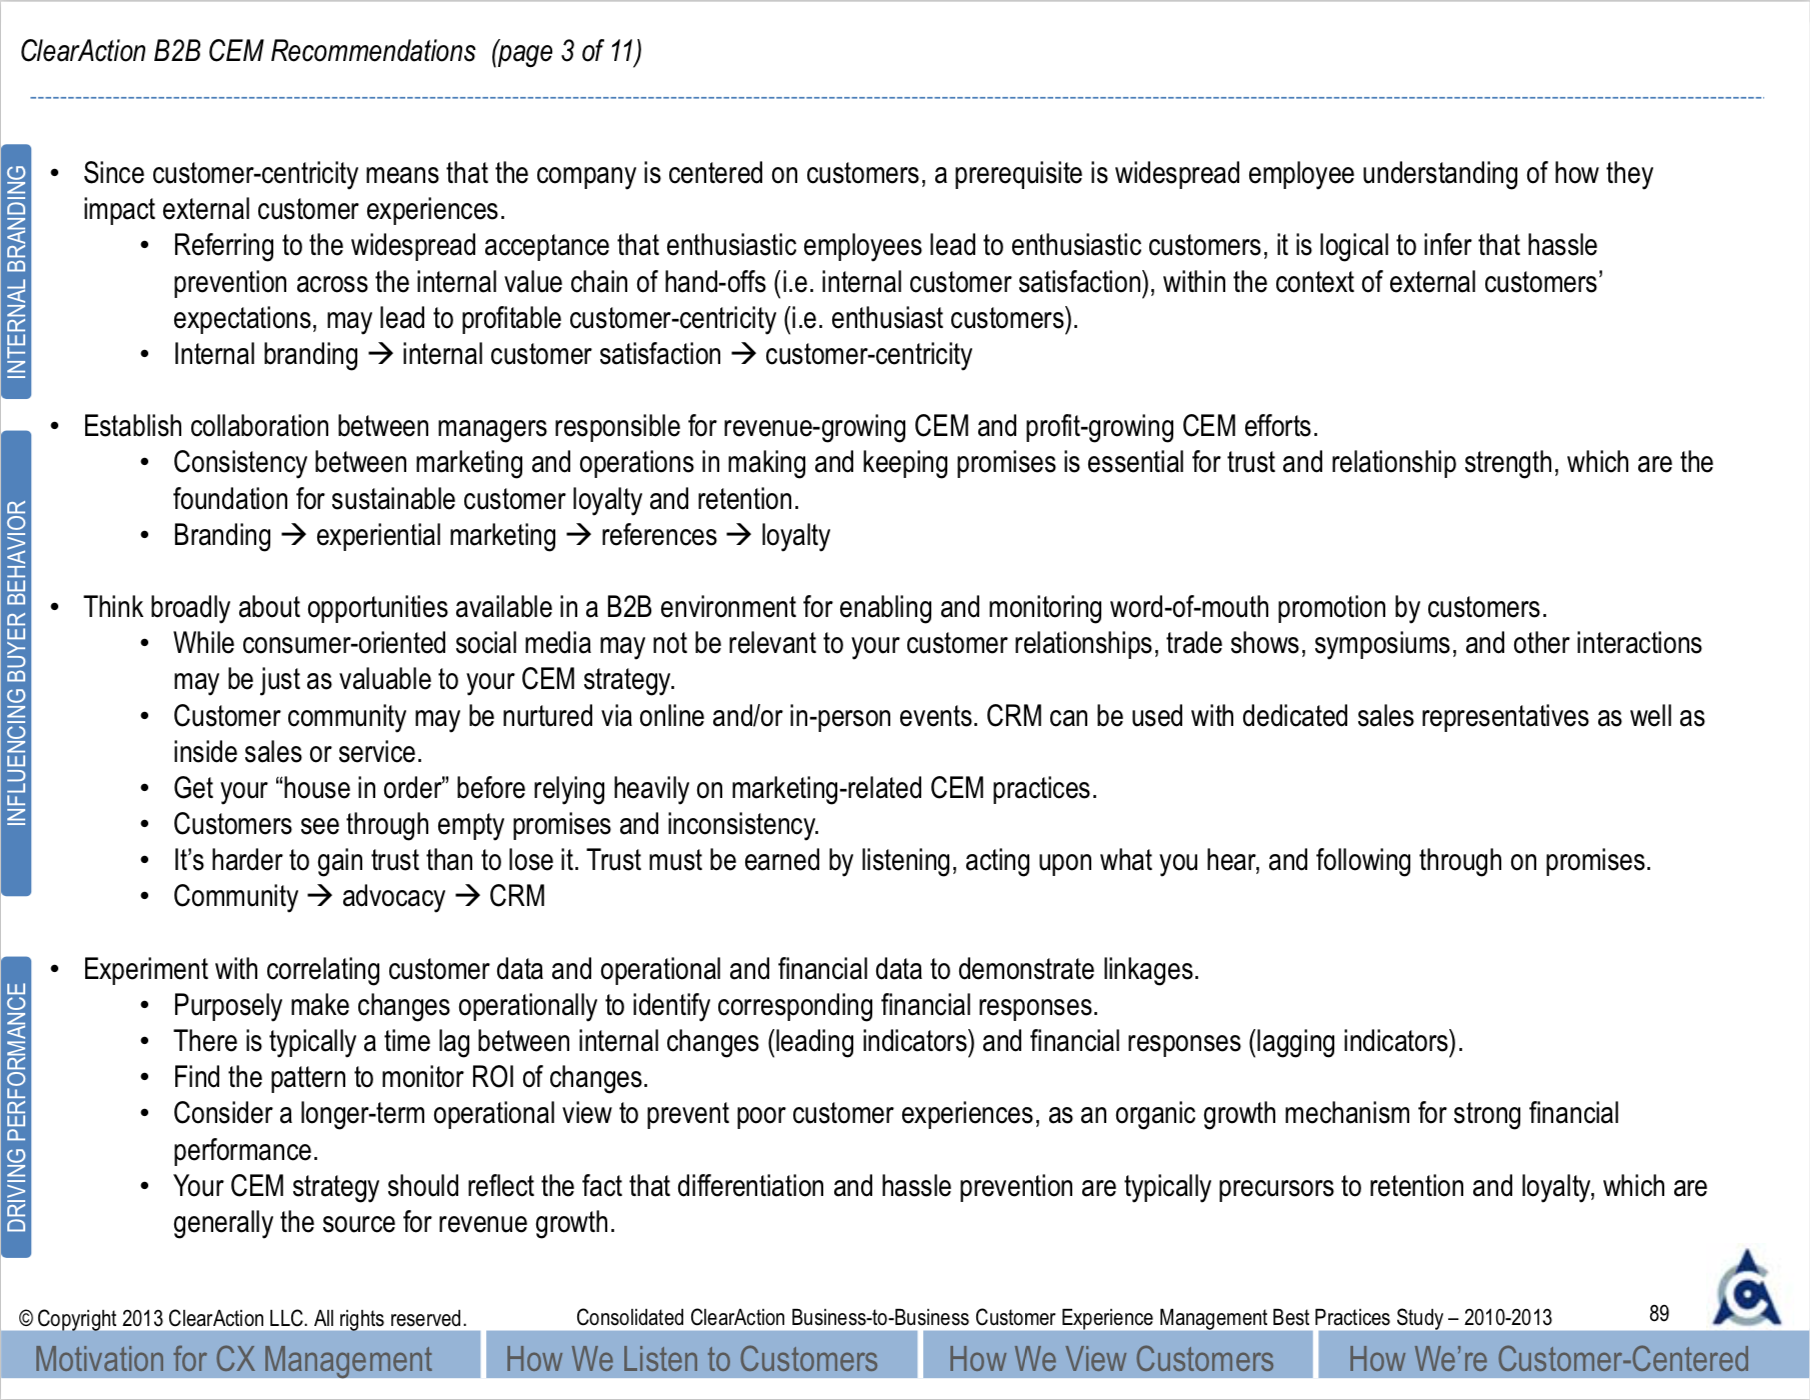 ClearAction B2B CEM Recommendations (page 3 of 11)
INTERNAL BRANDING
• Since customer-centricity means that the company is centered on customers, a prerequisite is widespread employee understanding of how they
impact external customer experiences.
• Referring to the widespread acceptance that enthusiastic employees lead to enthusiastic customers, it is logical to infer that hassle
prevention across the internal value chain of hand-offs (i.e. internal customer satisfaction), within the context of external customers’
expectations, may lead to profitable customer-centricity (i.e. enthusiast customers).
• Internal branding → internal customer satisfaction → customer-centricity
INFLUENCING BUYER BEHAVIOR
• Establish collaboration between managers responsible for revenue-growing CEM and profit-growing CEM efforts.
• Consistency between marketing and operations in making and keeping promises is essential for trust and relationship strength, which are the
foundation for sustainable customer loyalty and retention.
• Branding → experiential marketing → references → loyalty
• Think broadly about opportunities available in a B2B environment for enabling and monitoring word-of-mouth promotion by customers.
• While consumer-oriented social media may not be relevant to your customer relationships, trade shows, symposiums, and other interactions
may be just as valuable to your CEM strategy.
• Customer community may be nurtured via online and/or in-person events. CRM can be used with dedicated sales representatives as well as
inside sales or service.
• Get your “house in order” before relying heavily on marketing-related CEM practices.
• Customers see through empty promises and inconsistency.
• It’s harder to gain trust than to lose it. Trust must be earned by listening, acting upon what you hear, and following through on promises.
• Community → advocacy → CRM
DRIVING PERFORMANCE
• Experiment with correlating customer data and operational and financial data to demonstrate linkages.
• Purposely make changes operationally to identify corresponding financial responses.
• There is typically a time lag between internal changes (leading indicators) and financial responses (lagging indicators).
• Find the pattern to monitor ROI of changes.
• Consider a longer-term operational view to prevent poor customer experiences, as an organic growth mechanism for strong financial
performance.
• Your CEM strategy should reflect the fact that differentiation and hassle prevention are typically precursors to retention and loyalty, which are
generally the source for revenue growth.
© Copyright 2013 ClearAction LLC. All rights reserved.
Consolidated ClearAction Business-to-Business Customer Experience Management Best Practices Study – 2010-2013
89
Motivation for CX Management
How We Listen to Customers
How We View Customers
How We’re Customer-Centered